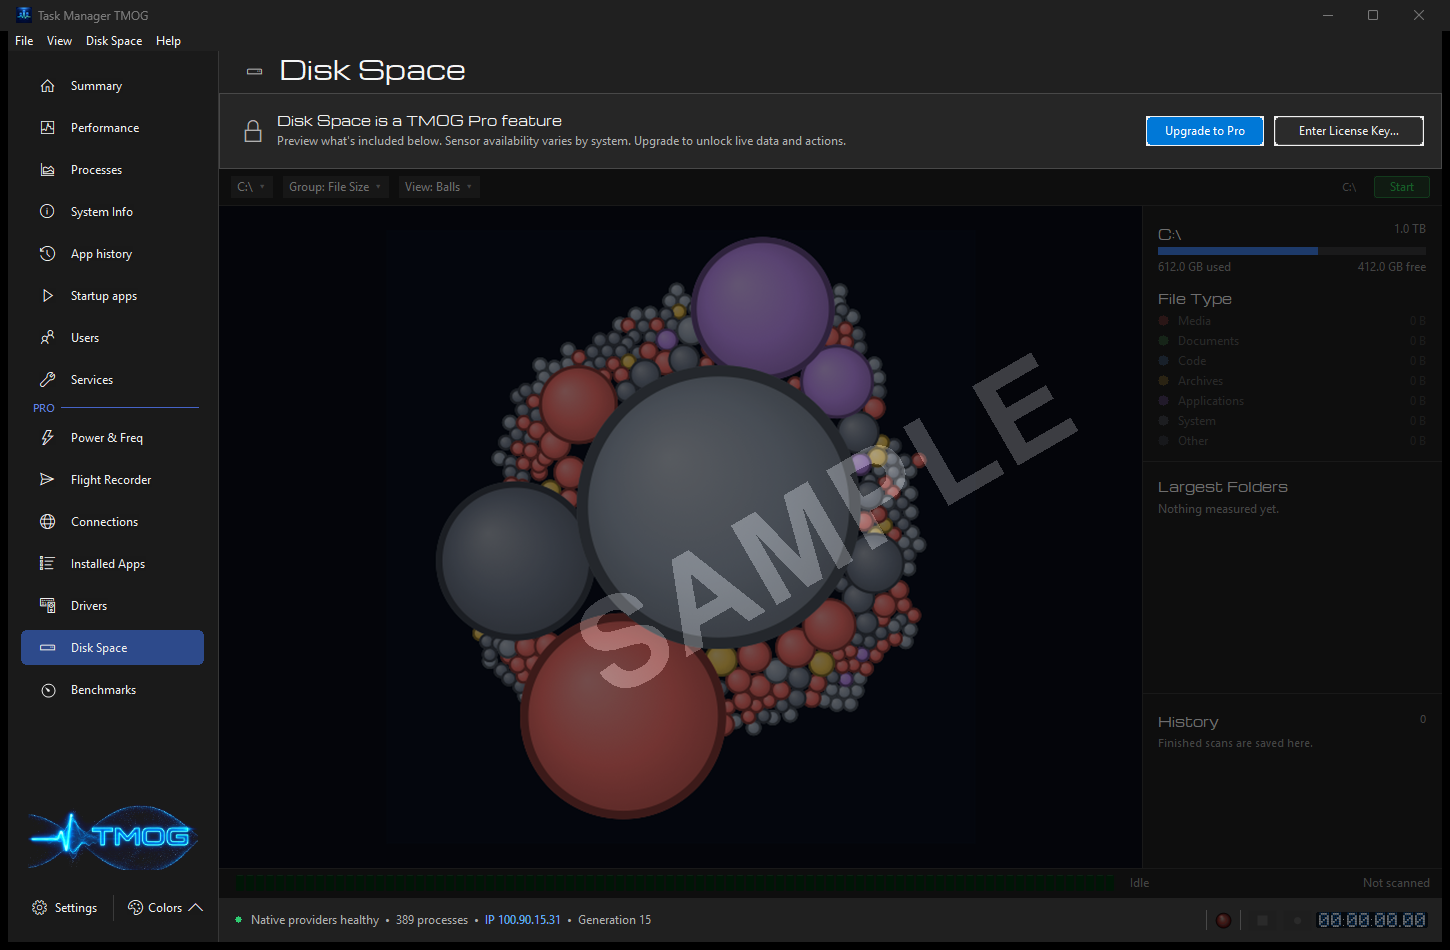 Task Manager TMOG
File View Disk Space Help
Summary
Performance
Processes
System Info
App history
Startup apps
Users
Services
PRO
Power & Freq
Flight Recorder
Connections
Installed Apps
Drivers
Disk Space
Benchmarks
TMOG
Settings
Colors
Disk Space
Disk Space is a TMOG Pro feature
Preview what's included below. Sensor availability varies by system. Upgrade to unlock live data and actions.
Upgrade to Pro
Enter License Key...
C:\ Group: File Size View: Balls
C:\ Start
SAMPLE
C:\ 1.0 TB
612.0 GB used 412.0 GB free
File Type
Media 0 B
Documents 0 B
Code 0 B
Archives 0 B
Applications 0 B
System 0 B
Other 0 B
Largest Folders
Nothing measured yet.
History 0
Finished scans are saved here.
Idle Not scanned
Native providers healthy • 389 processes • IP 100.90.15.31 • Generation 15
00:00:00.00